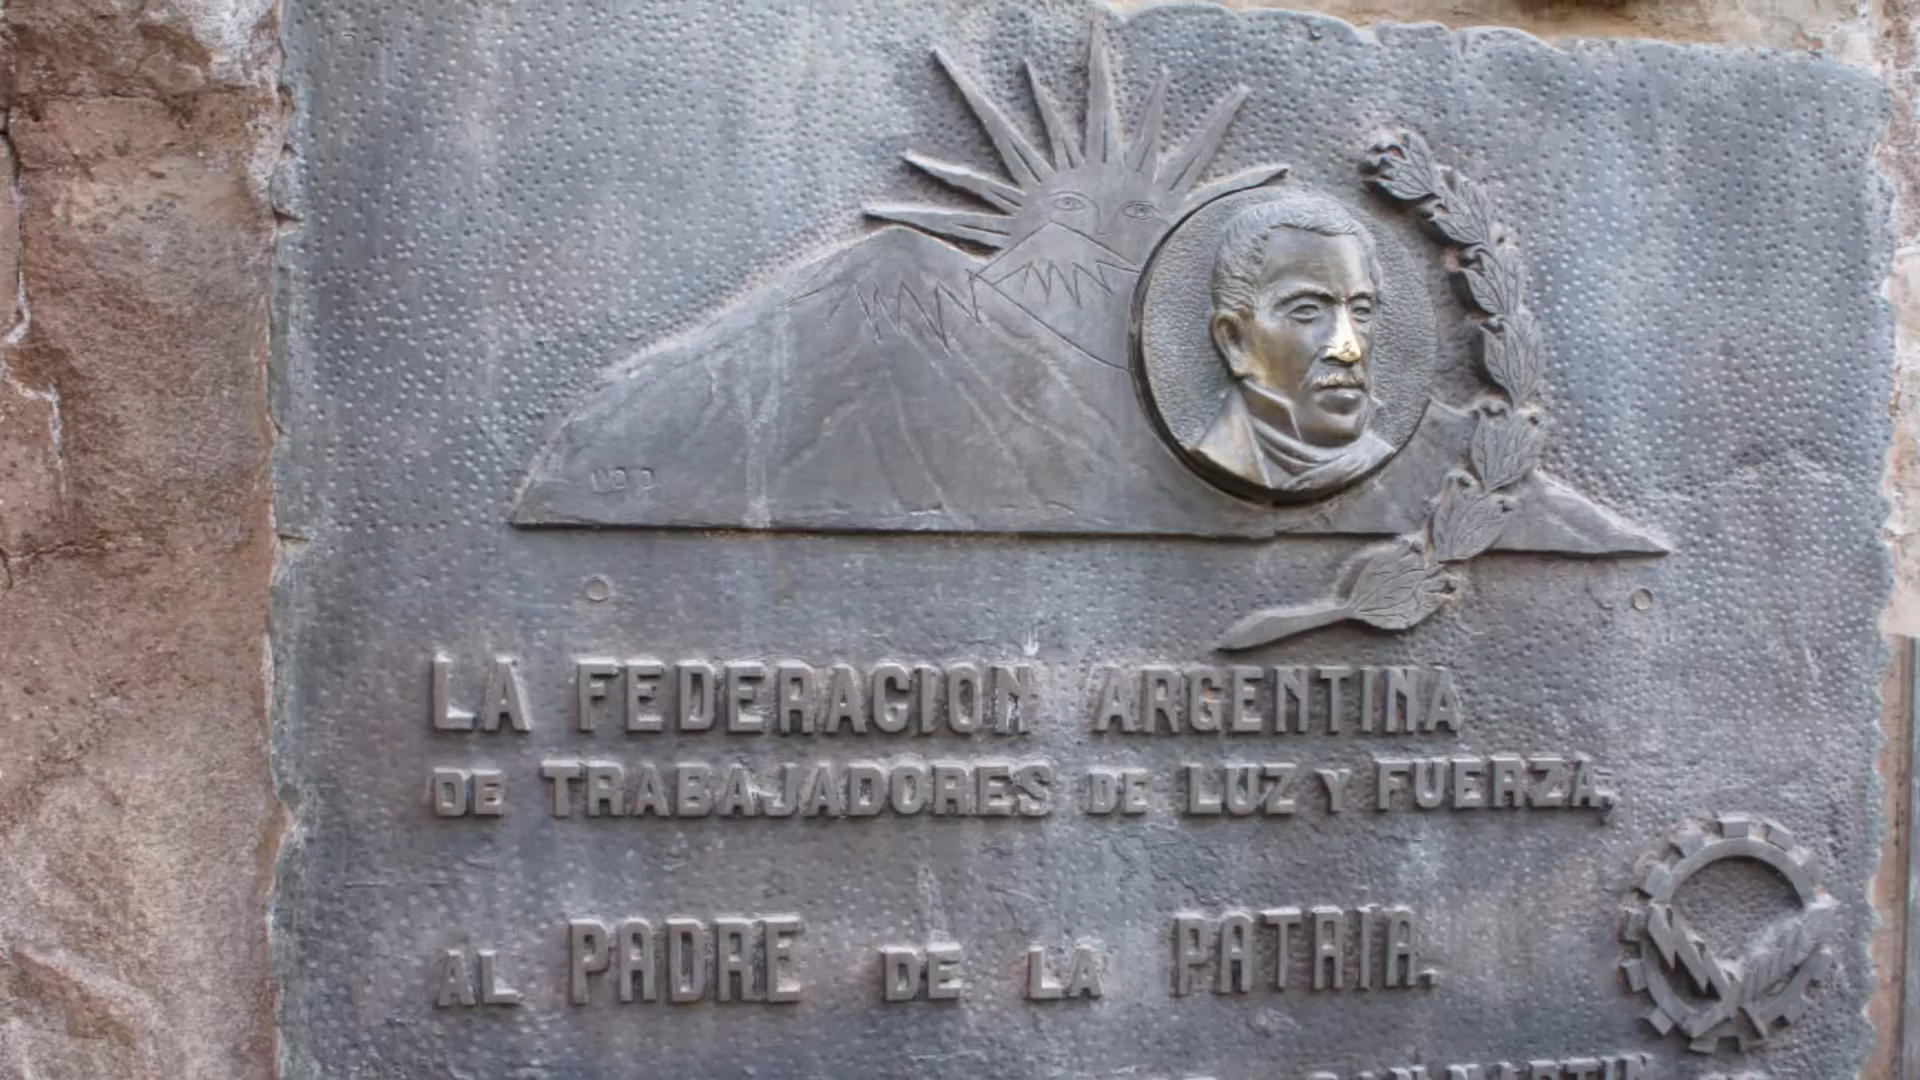 LA FEDERACION ARGENTINA
DE TRABAJADORES DE LUZ Y FUERZA,
AL PADRE DE LA PATRIA.